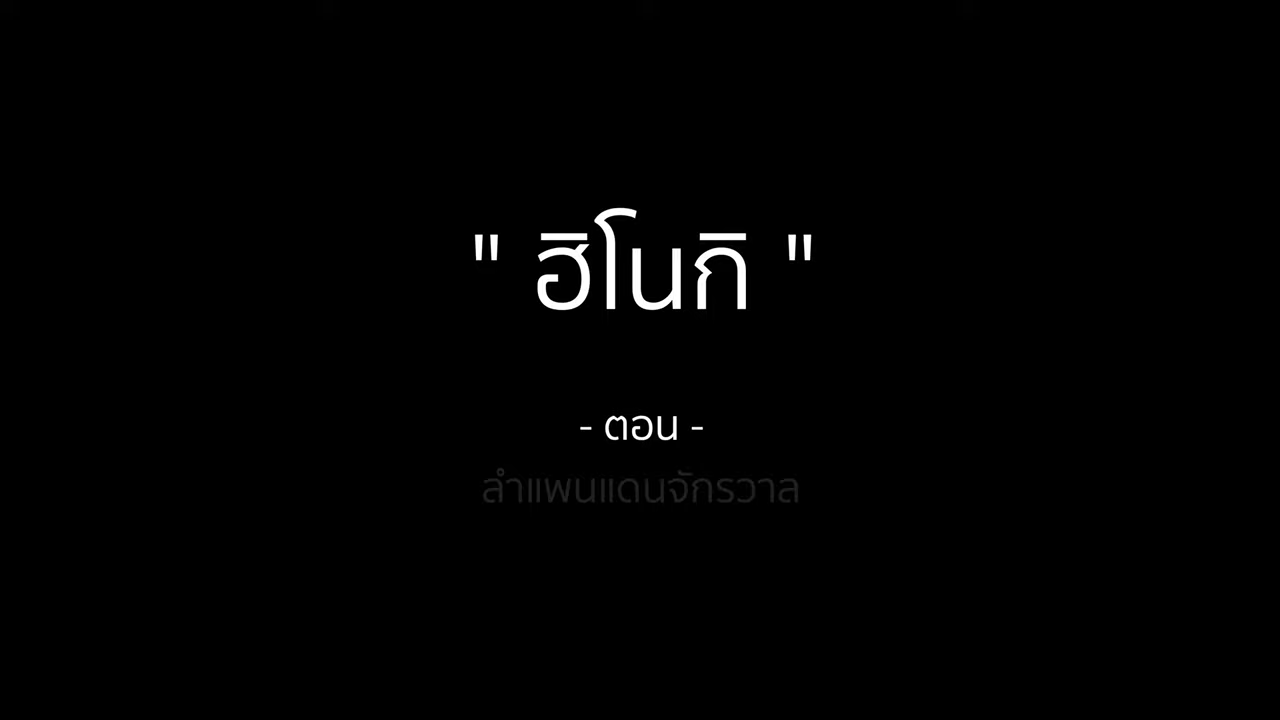 " ฮิโนกิ "
- ตอน -
ลำแพนแดนจักรวาล